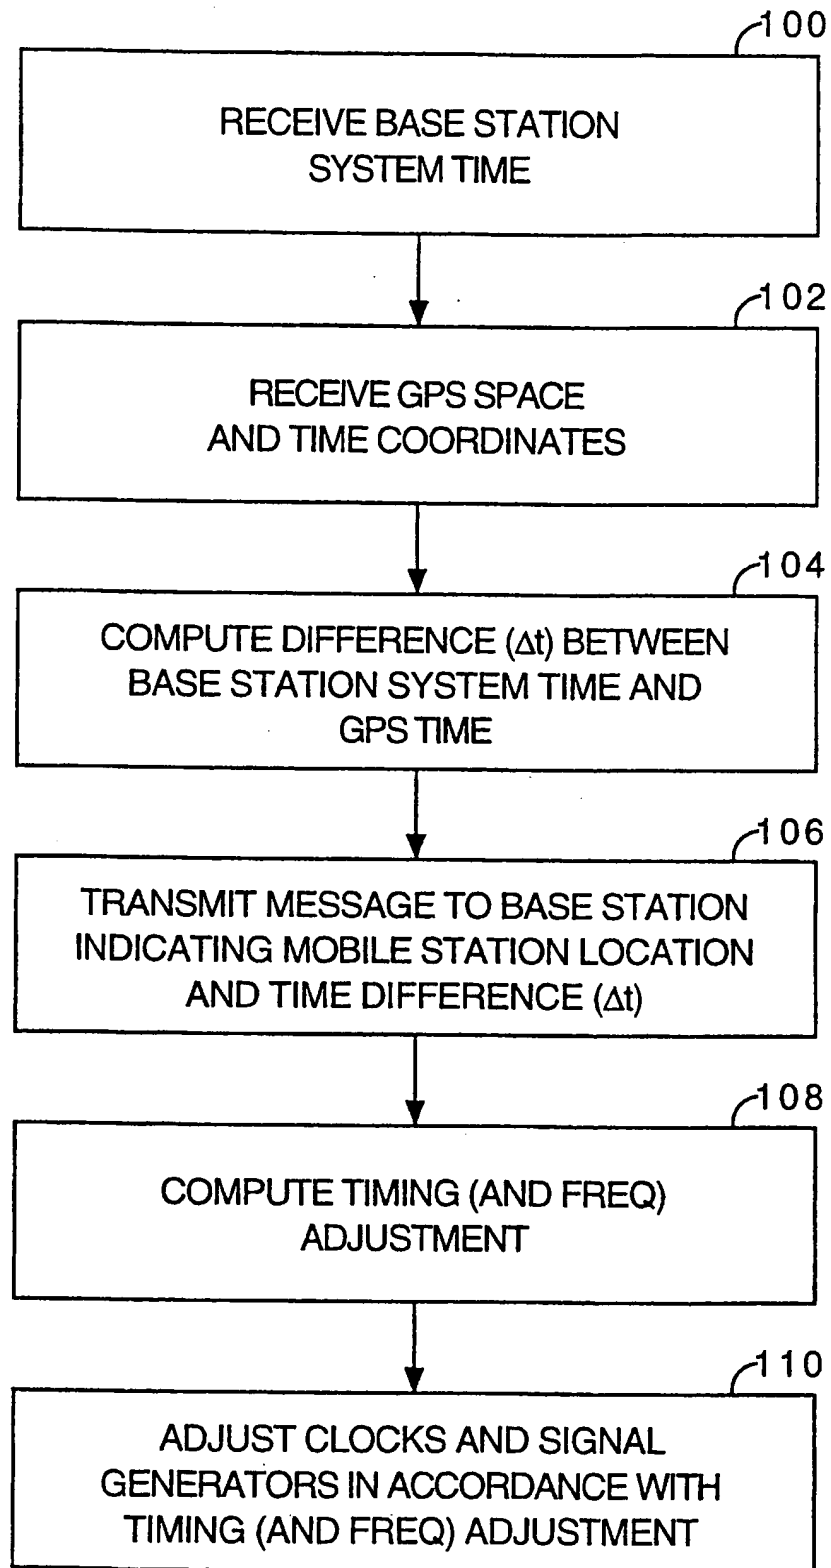 100
RECEIVE BASE STATION
SYSTEM TIME
102
RECEIVE GPS SPACE
AND TIME COORDINATES
104
COMPUTE DIFFERENCE (Δt) BETWEEN
BASE STATION SYSTEM TIME AND
GPS TIME
106
TRANSMIT MESSAGE TO BASE STATION
INDICATING MOBILE STATION LOCATION
AND TIME DIFFERENCE (Δt)
108
COMPUTE TIMING (AND FREQ)
ADJUSTMENT
110
ADJUST CLOCKS AND SIGNAL
GENERATORS IN ACCORDANCE WITH
TIMING (AND FREQ) ADJUSTMENT